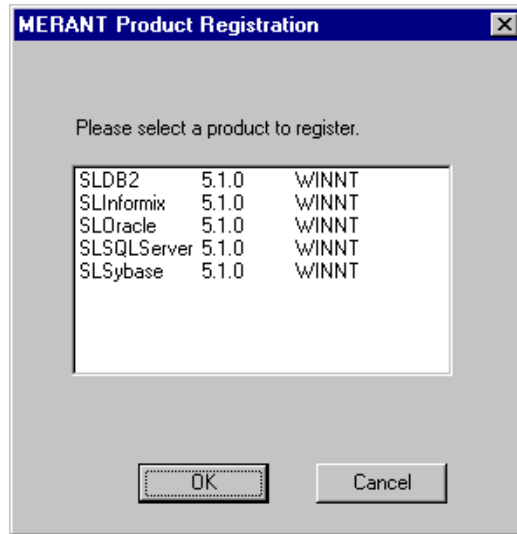 MERANT Product Registration
Please select a product to register.
SLDB2 5.1.0 WINNT
SLInformix 5.1.0 WINNT
SLOracle 5.1.0 WINNT
SLSQLServer 5.1.0 WINNT
SLSybase 5.1.0 WINNT
OK Cancel